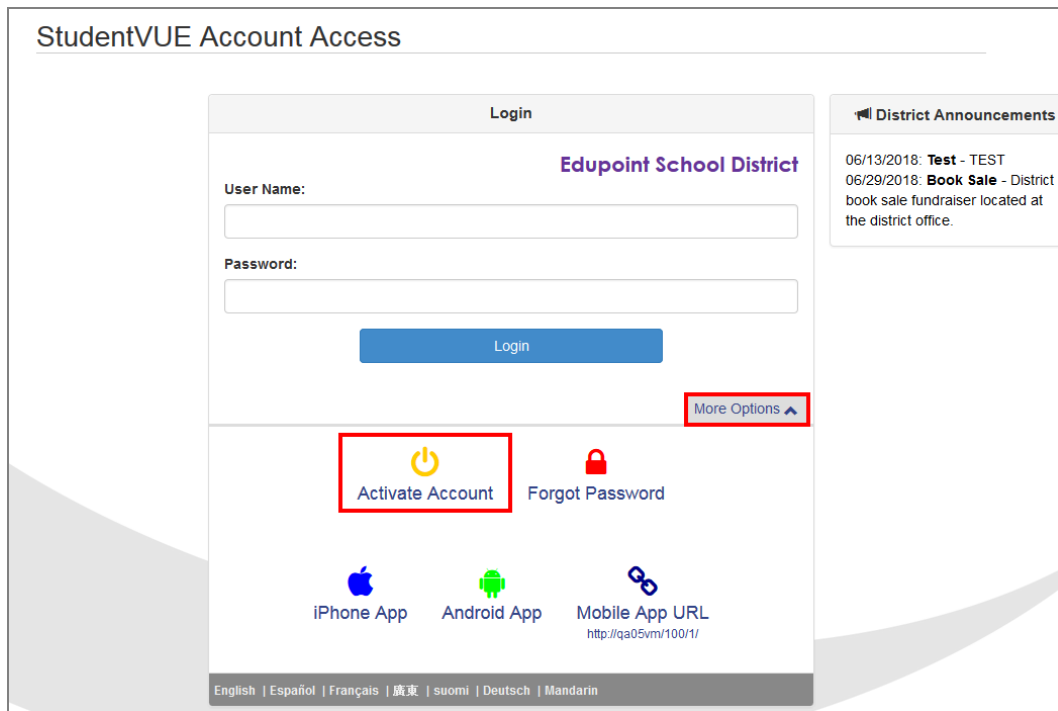 StudentVUE Account Access
Login
Edupoint School District
User Name:
Password:
Login
More Options
Activate Account
Forgot Password
iPhone App
Android App
Mobile App URL
http://qa05vm/100/1/
English | Español | Français | 廣東 | suomi | Deutsch | Mandarin
District Announcements
06/13/2018: Test - TEST
06/29/2018: Book Sale - District
book sale fundraiser located at
the district office.